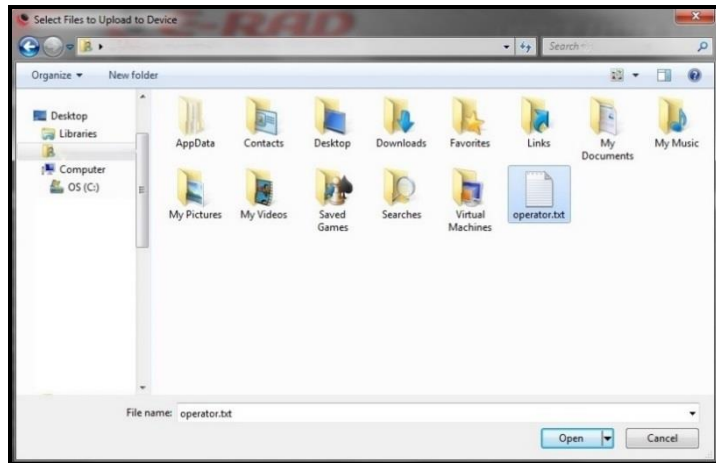 Select Files to Upload to Device
E-RAD
Search
Organize New folder
Desktop
Libraries
Computer
OS (C:)
AppData Contacts Desktop Downloads Favorites Links My Documents My Music
My Pictures My Videos Saved Games Searches Virtual Machines operator.txt
File name: operator.txt
Open Cancel